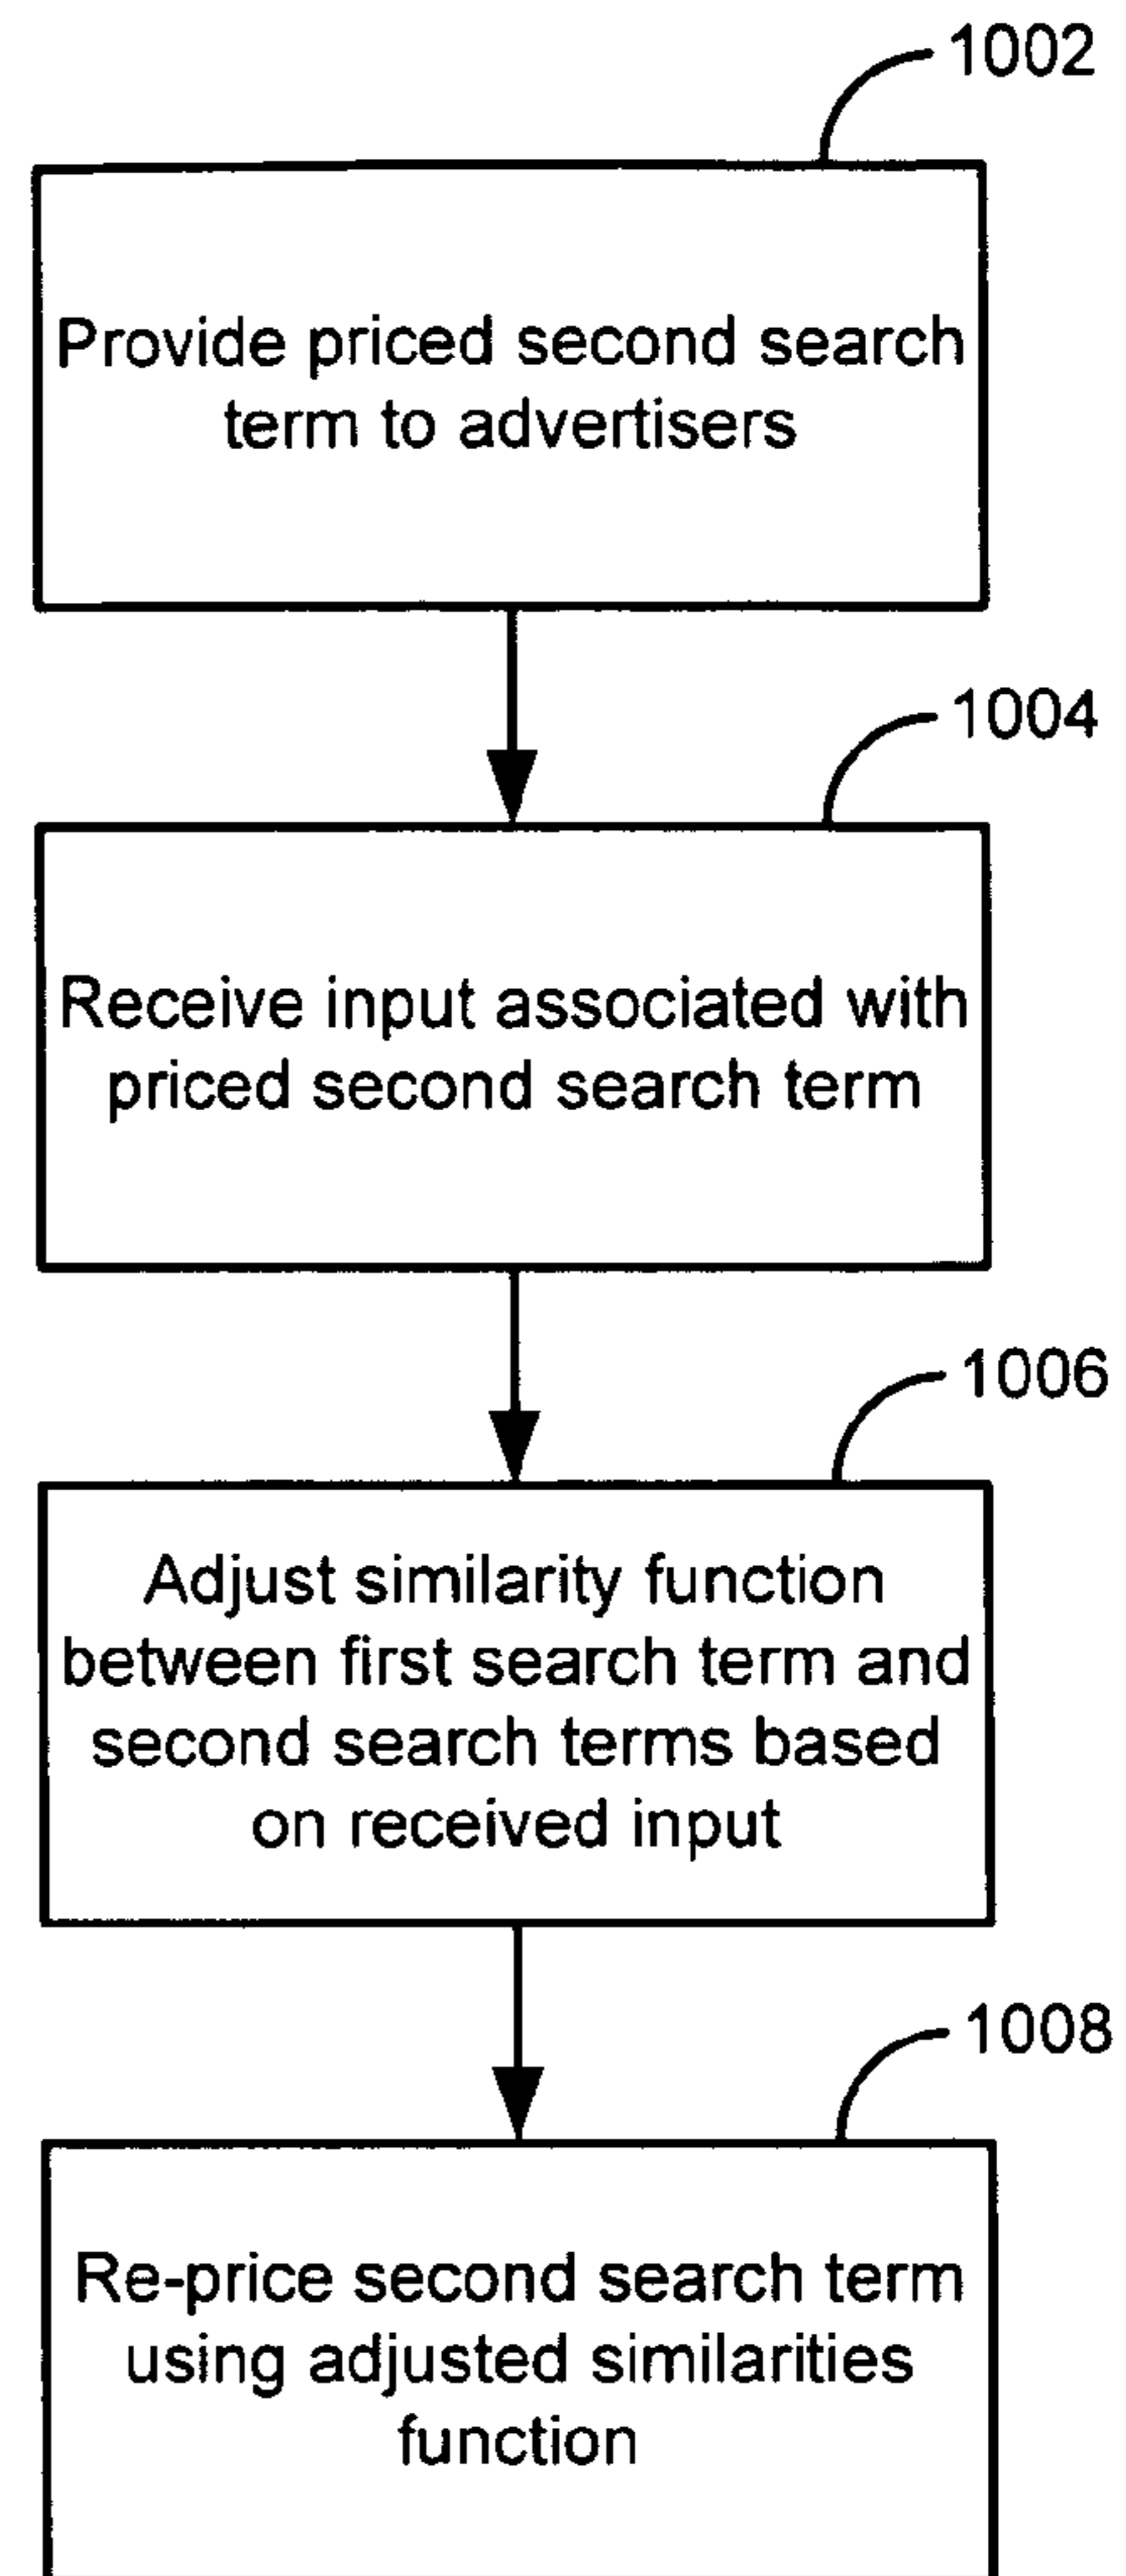 1002
Provide priced second search
term to advertisers
1004
Receive input associated with
priced second search term
1006
Adjust similarity function
between first search term and
second search terms based
on received input
1008
Re-price second search term
using adjusted similarities
function